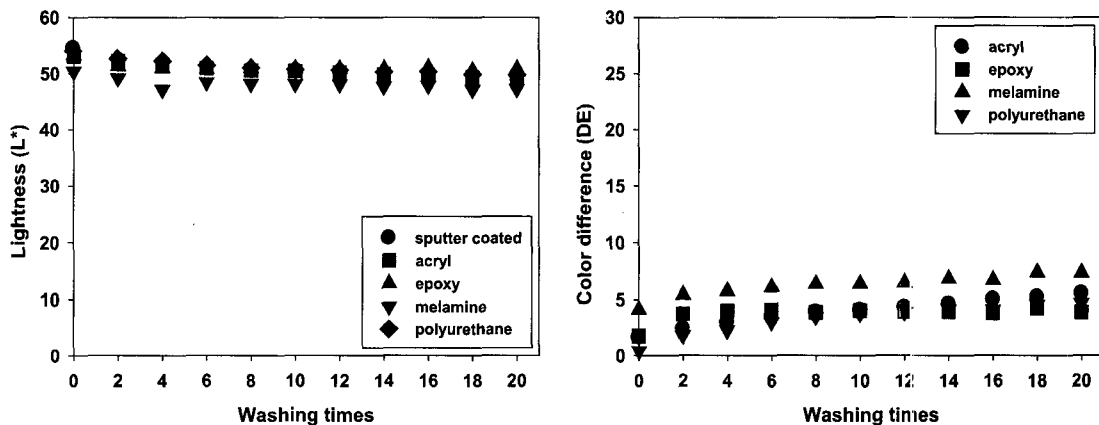 60
50
40
30
20
10
0
Lightness (L*)
sputter coated
acryl
epoxy
melamine
polyurethane
0 2 4 6 8 10 12 14 16 18 20
Washing times
30
25
20
15
10
5
0
Color difference (DE)
acryl
epoxy
melamine
polyurethane
0 2 4 6 8 10 12 14 16 18 20
Washing times